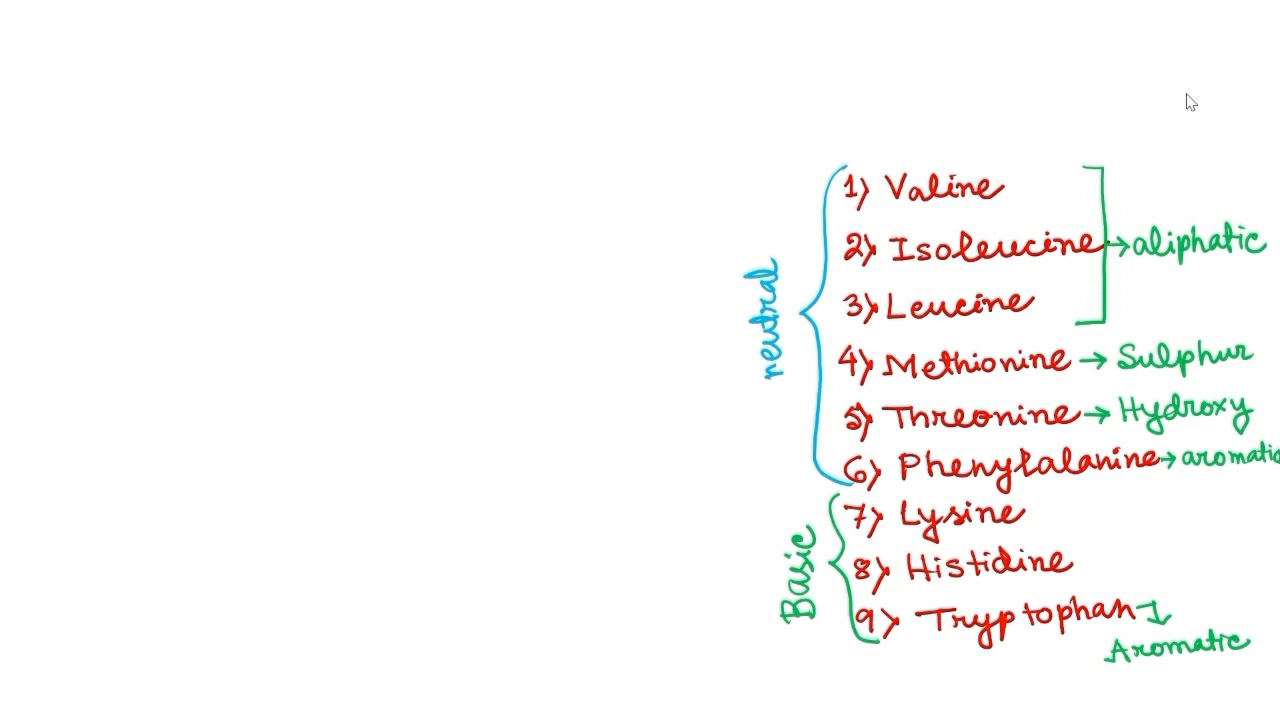 neutral
1) Valine
2) Isoleucine → aliphatic
3) Leucine
4) Methionine → Sulphur
5) Threonine → Hydroxy
6) Phenylalanine → aromatic
Basic
7) Lysine
8) Histidine
9) Tryptophan
Aromatic